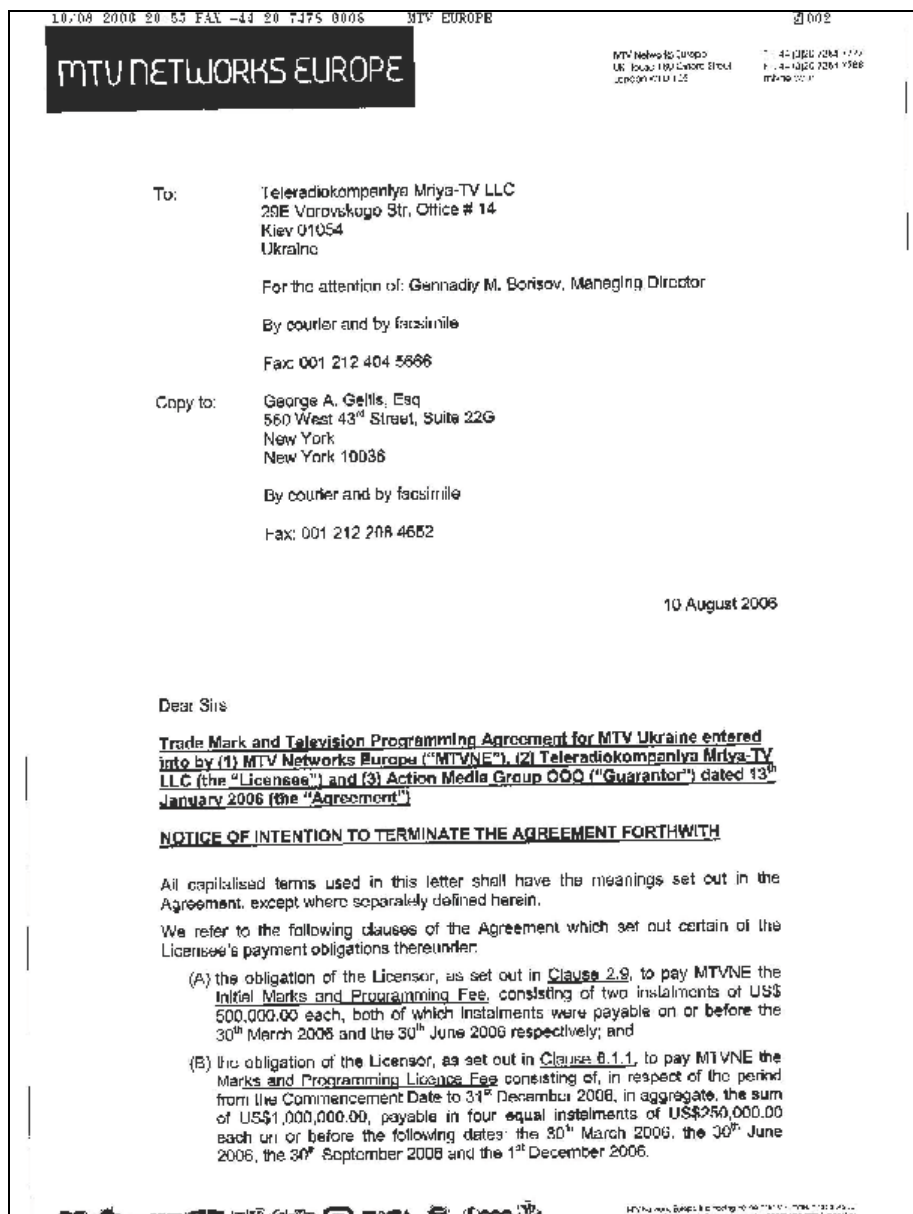 10/08 2006 20 53 FAX -44 20 7475 0006 MTV EUROPE 002
MTV NETWORKS EUROPE
MTV Networks Europe
London
To: Teleradiokompaniya Mriya-TV LLC
29E Vorovskogo Str, Office # 14
Kiev 01054
Ukraine
For the attention of: Gennadiy M. Borisov, Managing Director
By courier and by facsimile
Fax: 001 212 404 5666
Copy to: George A. Gellis, Esq
560 West 43rd Street, Suite 22G
New York
New York 10036
By courier and by facsimile
Fax: 001 212 208 4652
10 August 2006
Dear Sirs
Trade Mark and Television Programming Agreement for MTV Ukraine entered
into by (1) MTV Networks Europe ("MTVNE"), (2) Teleradiokompaniya Mriya-TV
LLC (the "Licensee") and (3) Action Media Group OOO ("Guarantor") dated 13th
January 2006 (the "Agreement")
NOTICE OF INTENTION TO TERMINATE THE AGREEMENT FORTHWITH
All capitalised terms used in this letter shall have the meanings set out in the
Agreement, except where separately defined herein.
We refer to the following clauses of the Agreement which set out certain of the
Licensee's payment obligations thereunder:
(A) the obligation of the Licensor, as set out in Clause 2.9, to pay MTVNE the
Initial Marks and Programming Fee, consisting of two instalments of US$
500,000.00 each, both of which instalments were payable on or before the
30th March 2006 and the 30th June 2006 respectively; and
(B) the obligation of the Licensor, as set out in Clause 6.1.1, to pay MTVNE the
Marks and Programming Licence Fee consisting of, in respect of the period
from the Commencement Date to 31st December 2006, in aggregate, the sum
of US$1,000,000.00, payable in four equal instalments of US$250,000.00
each on or before the following dates: the 30th March 2006, the 30th June
2006, the 30th September 2006 and the 1st December 2006.